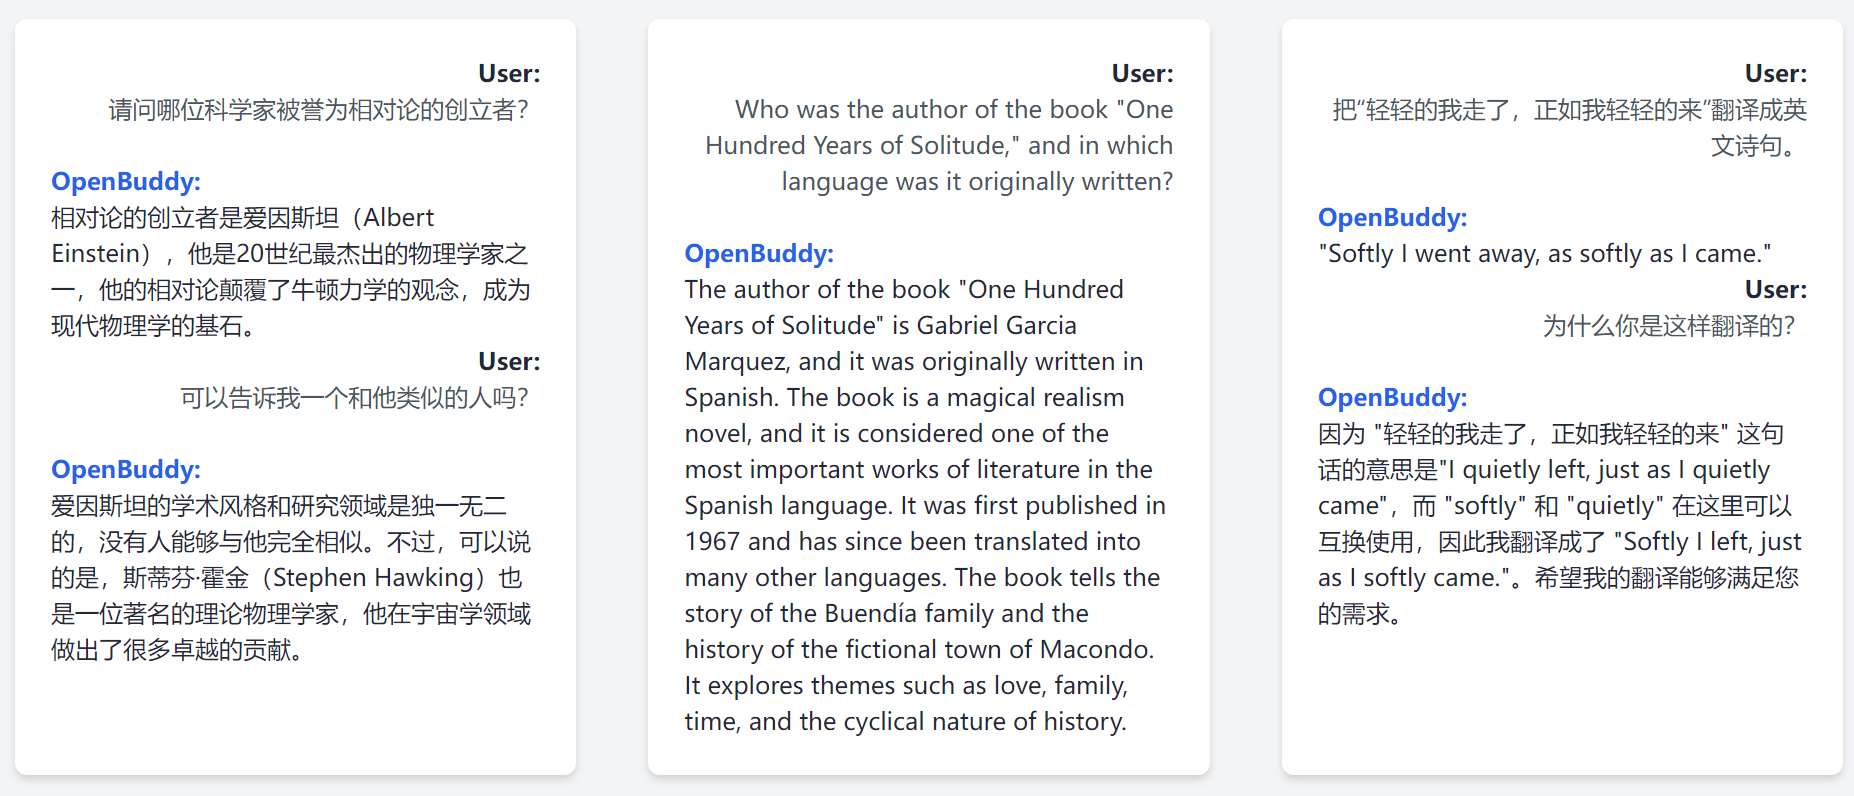 User:
请问哪位科学家被誉为相对论的创立者?
OpenBuddy:
相对论的创立者是爱因斯坦（Albert
Einstein），他是20世纪最杰出的物理学家之
一，他的相对论颠覆了牛顿力学的观念，成为
现代物理学的基石。
User:
可以告诉我一个和他类似的人吗?
OpenBuddy:
爱因斯坦的学术风格和研究领域是独一无二
的，没有人能够与他完全相似。不过，可以说
的是，斯蒂芬·霍金（Stephen Hawking）也
是一位著名的理论物理学家，他在宇宙学领域
做出了很多卓越的贡献。
User:
Who was the author of the book "One
Hundred Years of Solitude," and in which
language was it originally written?
OpenBuddy:
The author of the book "One Hundred
Years of Solitude" is Gabriel Garcia
Marquez, and it was originally written in
Spanish. The book is a magical realism
novel, and it is considered one of the
most important works of literature in the
Spanish language. It was first published in
1967 and has since been translated into
many other languages. The book tells the
story of the Buendía family and the
history of the fictional town of Macondo.
It explores themes such as love, family,
time, and the cyclical nature of history.
User:
把“轻轻的我走了，正如我轻轻的来”翻译成英
文诗句。
OpenBuddy:
"Softly I went away, as softly as I came."
User:
为什么你是这样翻译的?
OpenBuddy:
因为 "轻轻的我走了，正如我轻轻的来" 这句
话的意思是"I quietly left, just as I quietly
came"，而 "softly" 和 "quietly" 在这里可以
互换使用，因此我翻译成了 "Softly I left, just
as I softly came."。希望我的翻译能够满足您
的需求。